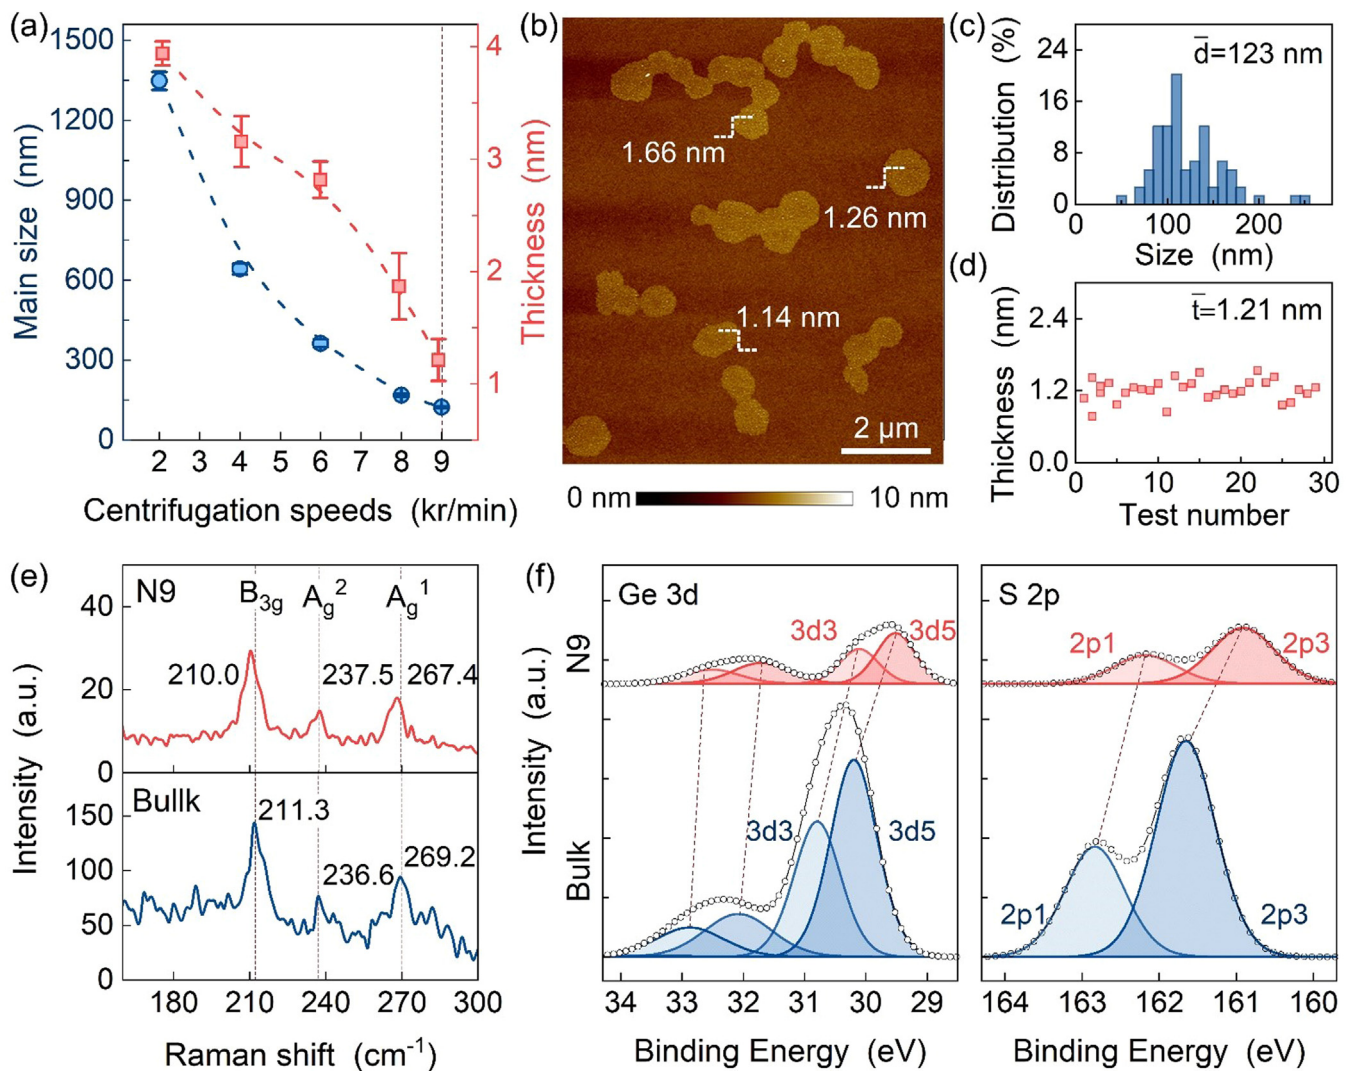 (a)
1500
1200
900
600
300
0
Main size (nm)
4
3
2
1
Thickness (nm)
2 3 4 5 6 7 8 9
Centrifugation speeds (kr/min)
(b)
1.66 nm
1.26 nm
1.14 nm
2 μm
0 nm 10 nm
(c)
d̅=123 nm
24
16
8
0
Distribution (%)
0 100 200
Size (nm)
(d)
t̅=1.21 nm
2.4
1.2
0.0
Thickness (nm)
0 10 20 30
Test number
(e)
N9 B3g Ag2 Ag1
210.0 237.5 267.4
40
20
0
Bullk
211.3
236.6 269.2
150
100
50
0
Intensity (a.u.)
180 210 240 270 300
Raman shift (cm-1)
(f)
Ge 3d
3d3 3d5
3d3 3d5
N9
Bulk
Intensity (a.u.)
34 33 32 31 30 29
Binding Energy (eV)
S 2p
2p1 2p3
2p1 2p3
164 163 162 161 160
Binding Energy (eV)